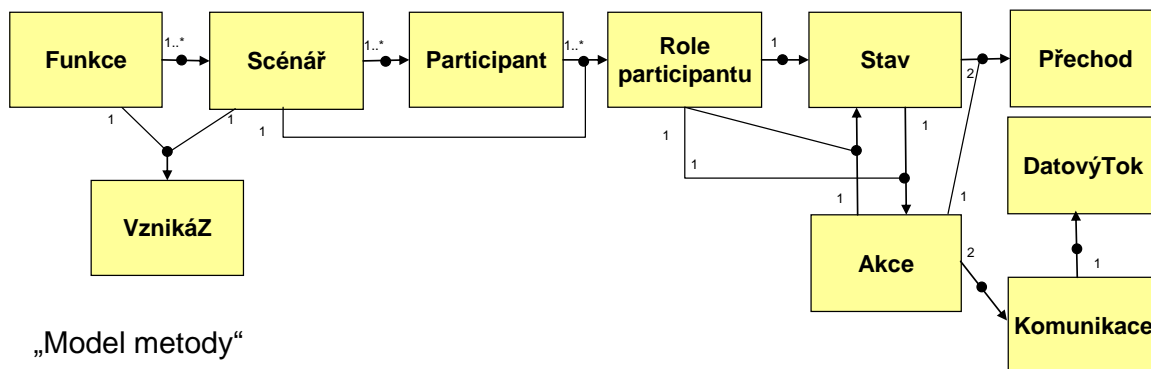 Funkce
1..*
Scénář
1..*
Participant
1..*
Role
participantu
1
Stav
2
Přechod
1
1
1
1
1
1
DatovýTok
VznikáZ
1
1
Akce
2
1
Komunikace
„Model metody“